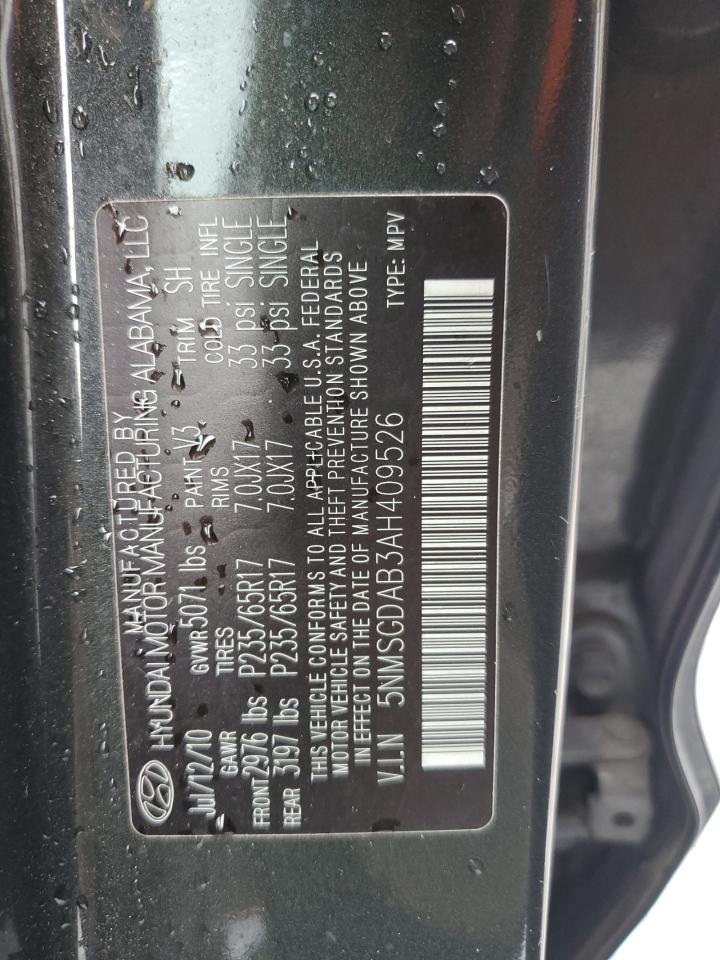 MANUFACTURED BY
HYUNDAI MOTOR MANUFACTURING ALABAMA, LLC
Jul/12/10 GVWR 5071 lbs PAINT V3 TRIM SH
GAWR TIRES RIMS COLD TIRE INFL
FRONT 2976 lbs P235/65R17 7.0JX17 33 psi SINGLE
REAR 3197 lbs P235/65R17 7.0JX17 33 psi SINGLE
THIS VEHICLE CONFORMS TO ALL APPLICABLE U.S.A. FEDERAL
MOTOR VEHICLE SAFETY AND THEFT PREVENTION STANDARDS
IN EFFECT ON THE DATE OF MANUFACTURE SHOWN ABOVE
V.I.N 5NMSGDAB3AH409526 TYPE: MPV